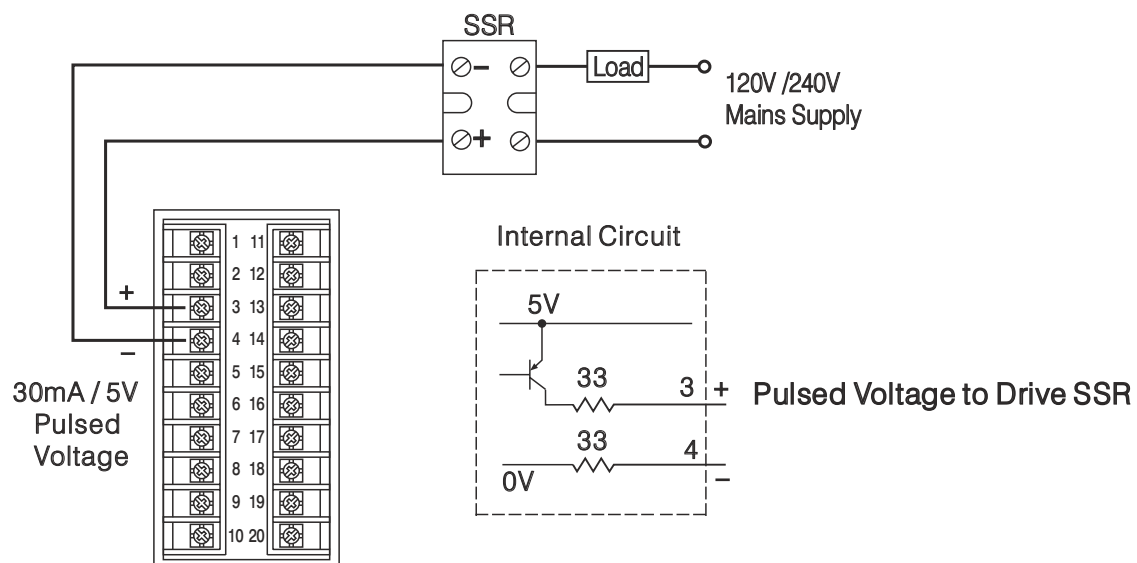 SSR
−
+
Load
120V /240V
Mains Supply
+
−
30mA / 5V
Pulsed
Voltage
1 11
2 12
3 13
4 14
5 15
6 16
7 17
8 18
9 19
10 20
Internal Circuit
5V
33
3 +
Pulsed Voltage to Drive SSR
33
4
−
0V